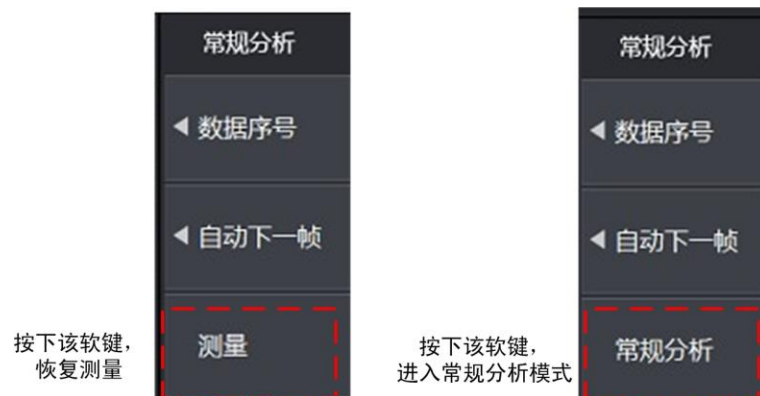 常规分析
◀ 数据序号
◀ 自动下一帧
测量
按下该软键，
恢复测量
常规分析
◀ 数据序号
◀ 自动下一帧
常规分析
按下该软键，
进入常规分析模式